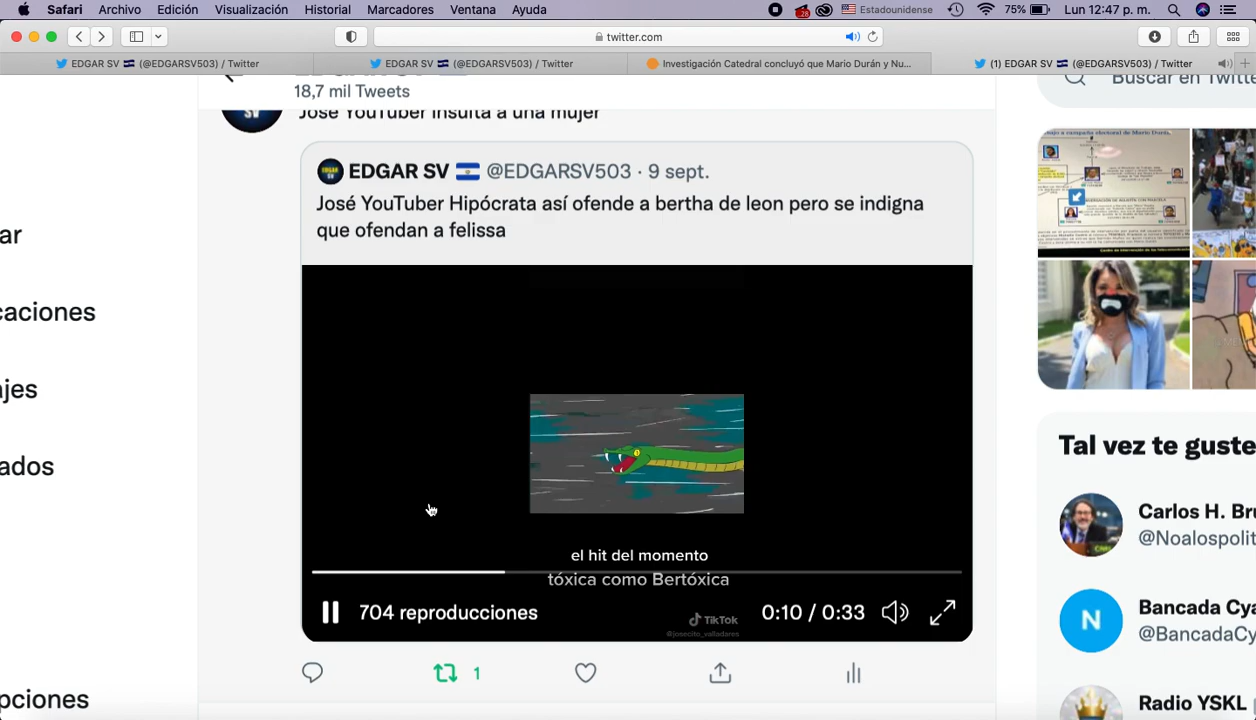 Safari Archivo Edición Visualización Historial Marcadores Ventana Ayuda
28 Estadounidense 75% Lun 12:47 p. m.
twitter.com
EDGAR SV (@EDGARSV503) / Twitter
EDGAR SV (@EDGARSV503) / Twitter
Investigación Catedral concluyó que Mario Durán y Nu...
(1) EDGAR SV (@EDGARSV503) / Twitter
18,7 mil Tweets
Buscar en Twitte
José YouTuber insulta a una mujer
EDGAR SV @EDGARSV503 · 9 sept.
José YouTuber Hipócrata así ofende a bertha de leon pero se indigna
que ofendan a felissa
ar
caciones
ajes
ados
pciones
el hit del momento
tóxica como Bertóxica
704 reproducciones
0:10 / 0:33
TikTok
@josecito_valladares
1
Tal vez te guste
Carlos H. Bru
@Noalospolit
N
Bancada Cya
@BancadaCy
Radio YSKL